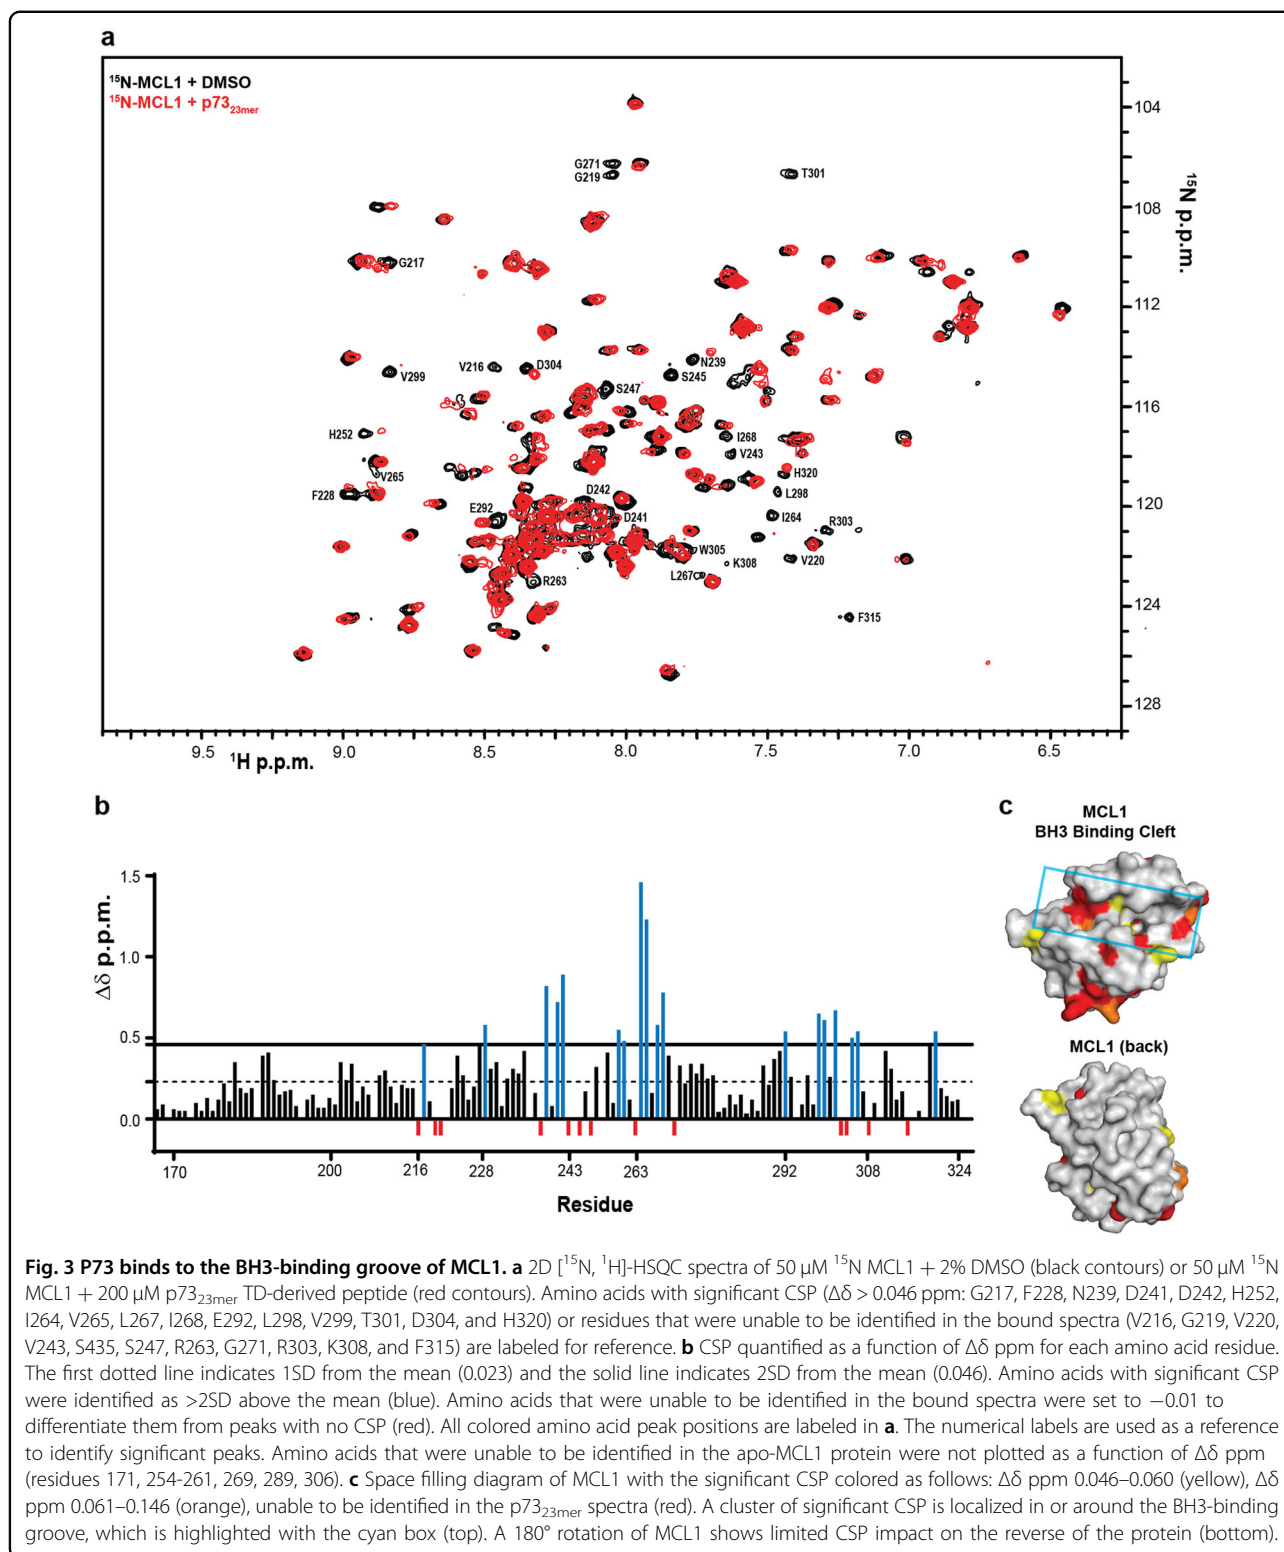 a
¹⁵N-MCL1 + DMSO
¹⁵N-MCL1 + p73₂₃mer
G271
G219
T301
G217
V216
D304
N239
V299
S245
S247
H252
I268
V243
V265
H320
F228
L298
D242
E292
D241
I264
R303
W305
K308
V220
R263
L267
F315
104
108
112
116
120
124
128
¹⁵N p.p.m.
9.5
9.0
8.5
8.0
7.5
7.0
6.5
¹H p.p.m.
b
1.5
1.0
0.5
0.0
Δδ p.p.m.
170
200
216
228
243
263
292
308
324
Residue
c
MCL1
BH3 Binding Cleft
MCL1 (back)
Fig. 3 P73 binds to the BH3-binding groove of MCL1. a 2D [¹⁵N, ¹H]-HSQC spectra of 50 μM ¹⁵N MCL1 + 2% DMSO (black contours) or 50 μM ¹⁵N
MCL1 + 200 μM p73₂₃mer TD-derived peptide (red contours). Amino acids with significant CSP (Δδ > 0.046 ppm: G217, F228, N239, D241, D242, H252,
I264, V265, L267, I268, E292, L298, V299, T301, D304, and H320) or residues that were unable to be identified in the bound spectra (V216, G219, V220,
V243, S435, S247, R263, G271, R303, K308, and F315) are labeled for reference. b CSP quantified as a function of Δδ ppm for each amino acid residue.
The first dotted line indicates 1SD from the mean (0.023) and the solid line indicates 2SD from the mean (0.046). Amino acids with significant CSP
were identified as >2SD above the mean (blue). Amino acids that were unable to be identified in the bound spectra were set to −0.01 to
differentiate them from peaks with no CSP (red). All colored amino acid peak positions are labeled in a. The numerical labels are used as a reference
to identify significant peaks. Amino acids that were unable to be identified in the apo-MCL1 protein were not plotted as a function of Δδ ppm
(residues 171, 254-261, 269, 289, 306). c Space filling diagram of MCL1 with the significant CSP colored as follows: Δδ ppm 0.046–0.060 (yellow), Δδ
ppm 0.061–0.146 (orange), unable to be identified in the p73₂₃mer spectra (red). A cluster of significant CSP is localized in or around the BH3-binding
groove, which is highlighted with the cyan box (top). A 180° rotation of MCL1 shows limited CSP impact on the reverse of the protein (bottom).